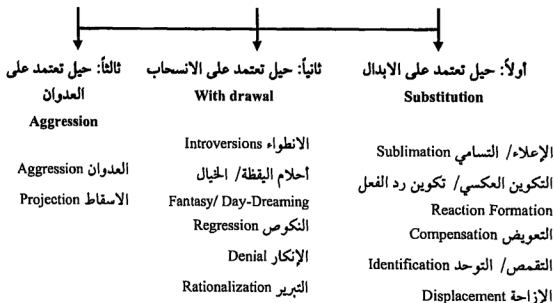 أولاً: حيل تعتمد على الابدال
Substitution
الإعلاء/ التسامي Sublimation
التكوين العكسي/ تكوين رد الفعل
Reaction Formation
التعويض Compensation
التقمص/ التوحد Identification
الإزاحة Displacement
ثانياً: حيل تعتمد على الانسحاب
With drawal
الانطواء Introversions
أحلام اليقظة/ الخيال
Fantasy/ Day-Dreaming
النكوص Regression
الإنكار Denial
التبرير Rationalization
ثالثاً: حيل تعتمد على
العدوان
Aggression
العدوان Aggression
الاسقاط Projection